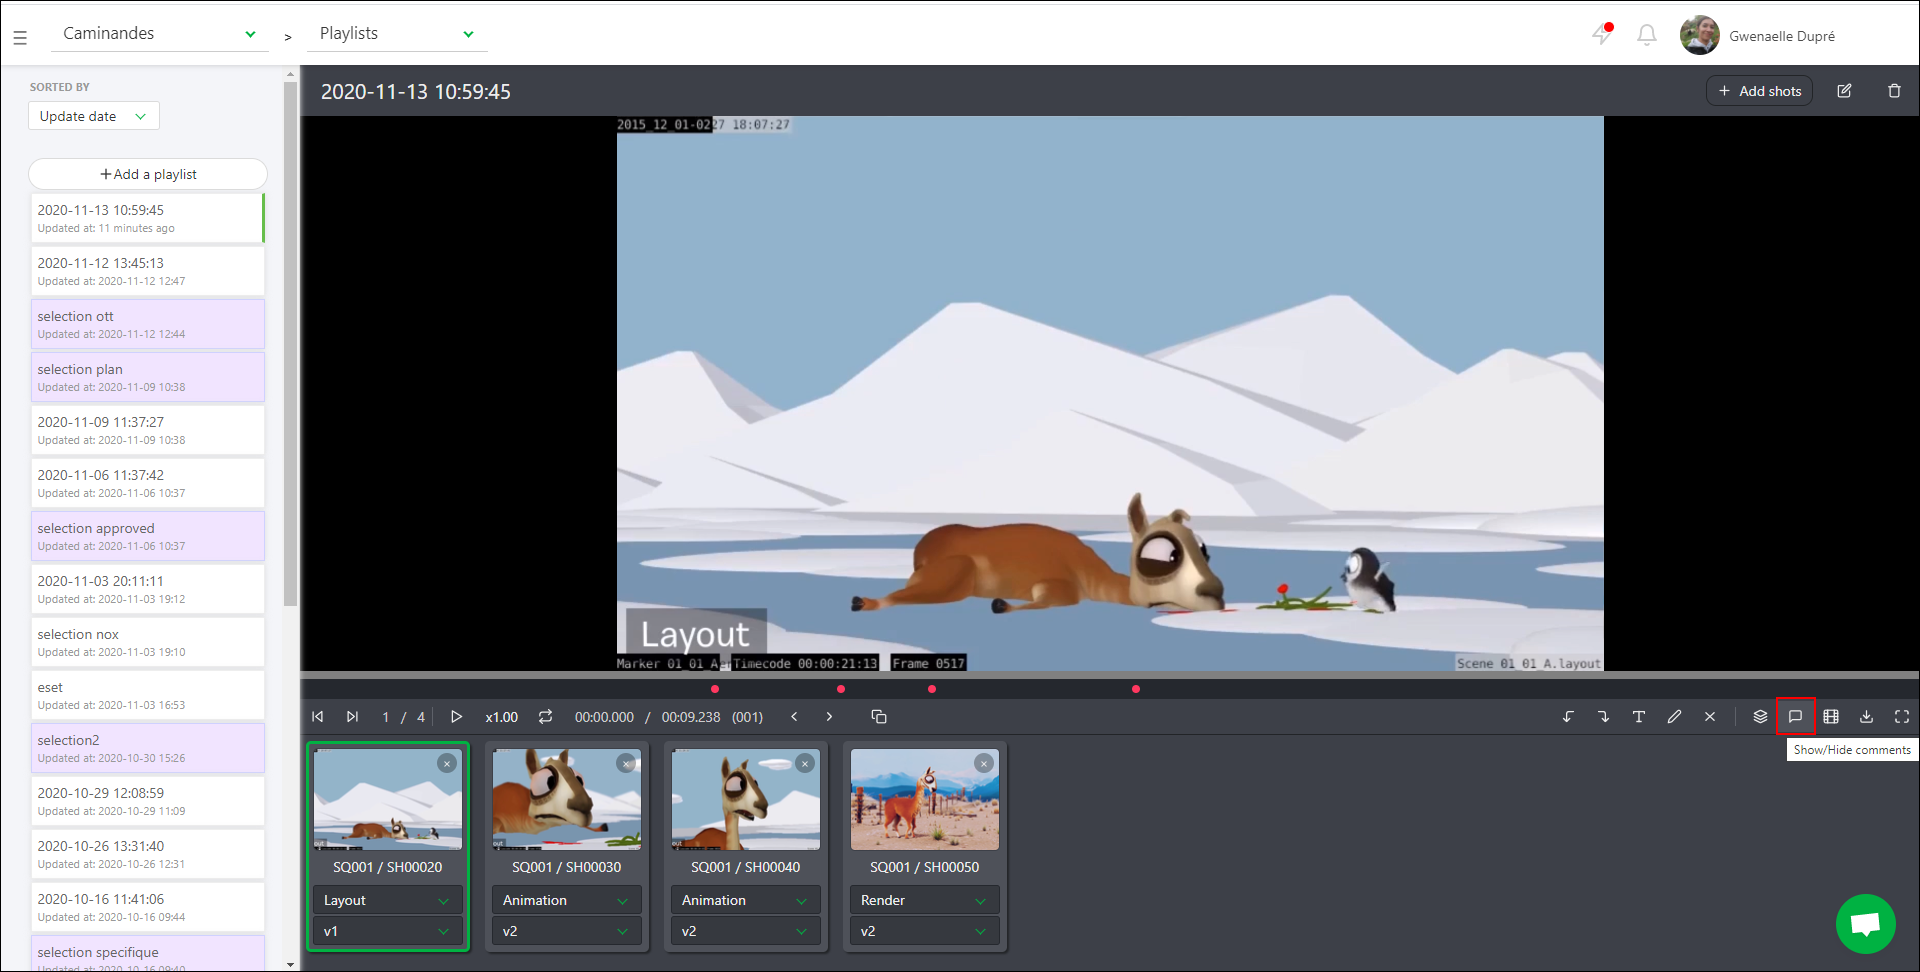 Caminandes
>
Playlists
Gwenaelle Dupré
SORTED BY
Update date
+ Add a playlist
2020-11-13 10:59:45
Updated at: 11 minutes ago
2020-11-12 13:45:13
Updated at: 2020-11-12 12:47
selection ott
Updated at: 2020-11-12 12:44
selection plan
Updated at: 2020-11-09 10:38
2020-11-09 11:37:27
Updated at: 2020-11-09 10:38
2020-11-06 11:37:42
Updated at: 2020-11-06 10:37
selection approved
Updated at: 2020-11-06 10:37
2020-11-03 20:11:11
Updated at: 2020-11-03 19:12
selection nox
Updated at: 2020-11-03 19:10
eset
Updated at: 2020-11-03 16:53
selection2
Updated at: 2020-10-30 15:26
2020-10-29 12:08:59
Updated at: 2020-10-29 11:09
2020-10-26 13:31:40
Updated at: 2020-10-26 12:31
2020-10-16 11:41:06
Updated at: 2020-10-16 09:44
selection specifique
Updated at: 2020-10-16 09:40
2020-11-13 10:59:45
+ Add shots
2015_12_01-0227 18:07:27
Layout
Marker 01_01_A
Timecode 00:00:21:13
Frame 0517
Scene 01_01_A.layout
1 / 4
x1.00
00:00.000 / 00:09.238 (001)
Show/Hide comments
SQ001 / SH00020
Layout
v1
SQ001 / SH00030
Animation
v2
SQ001 / SH00040
Animation
v2
SQ001 / SH00050
Render
v2